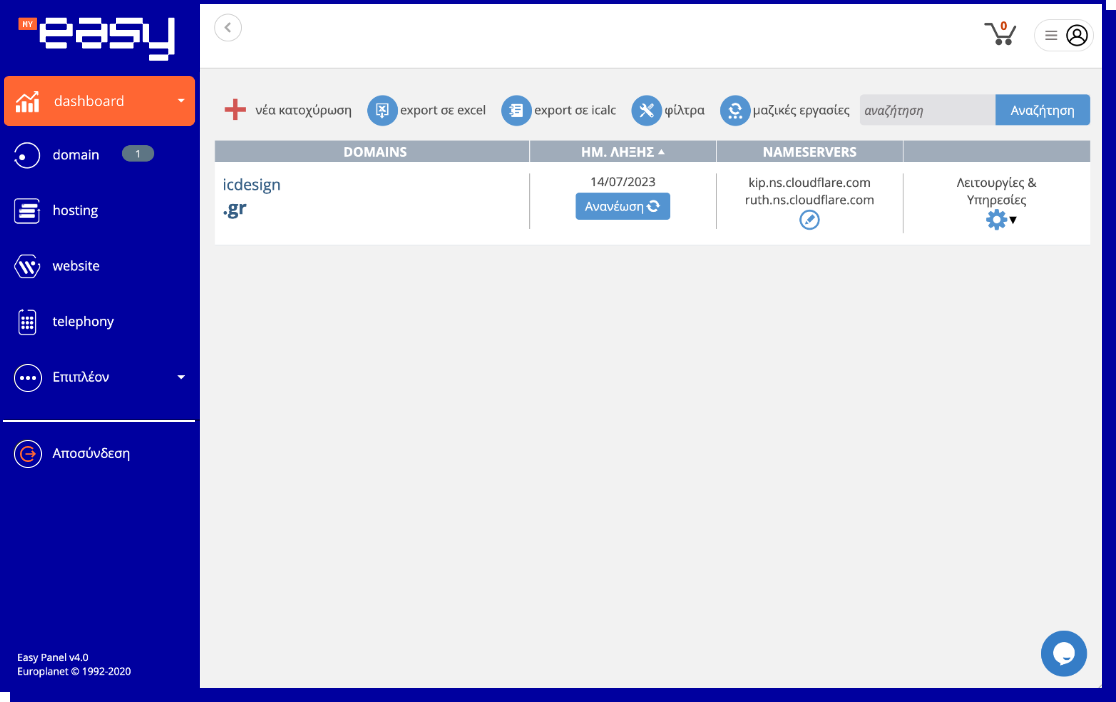 MY easy
dashboard
domain 1
hosting
website
telephony
Επιπλέον
Αποσύνδεση
Easy Panel v4.0
Europlanet © 1992-2020
0
νέα κατοχύρωση export σε excel export σε icalc φίλτρα μαζικές εργασίες αναζήτηση Αναζήτηση
DOMAINS ΗΜ. ΛΗΞΗΣ NAMESERVERS
icdesign
.gr
14/07/2023
Ανανέωση
kip.ns.cloudflare.com
ruth.ns.cloudflare.com
Λειτουργίες &
Υπηρεσίες